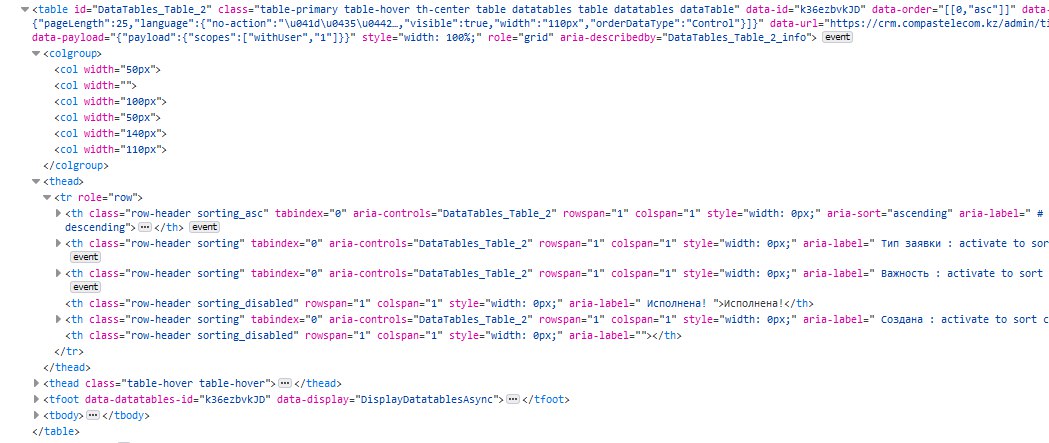 <table id="DataTables_Table_2" class="table-primary table-hover th-center table datatables table datatables dataTable" data-id="k36ezbvkJD" data-order="[[0,"asc"]]" data-
{"pageLength":25,"language":{"no-action":"\u041d\u0435\u0442…,"visible":true,"width":"110px","orderDataType":"Control"}]}" data-url="https://crm.compastelecom.kz/admin/ti
data-payload="{"payload":{"scopes":["withUser","1"]}}" style="width: 100%;" role="grid" aria-describedby="DataTables_Table_2_info"> event
<colgroup>
<col width="50px">
<col width="">
<col width="100px">
<col width="50px">
<col width="140px">
<col width="110px">
</colgroup>
<thead>
<tr role="row">
<th class="row-header sorting_asc" tabindex="0" aria-controls="DataTables_Table_2" rowspan="1" colspan="1" style="width: 0px;" aria-sort="ascending" aria-label=" #
descending"> ••• </th> event
<th class="row-header sorting" tabindex="0" aria-controls="DataTables_Table_2" rowspan="1" colspan="1" style="width: 0px;" aria-label=" Тип заявки : activate to sor
event
<th class="row-header sorting" tabindex="0" aria-controls="DataTables_Table_2" rowspan="1" colspan="1" style="width: 0px;" aria-label=" Важность : activate to sort
event
<th class="row-header sorting_disabled" rowspan="1" colspan="1" style="width: 0px;" aria-label=" Исполнена! ">Исполнена!</th>
<th class="row-header sorting" tabindex="0" aria-controls="DataTables_Table_2" rowspan="1" colspan="1" style="width: 0px;" aria-label=" Создана : activate to sort c
<th class="row-header sorting_disabled" rowspan="1" colspan="1" style="width: 0px;" aria-label=""></th>
</tr>
</thead>
<thead class="table-hover table-hover"> ••• </thead>
<tfoot data-datatables-id="k36ezbvkJD" data-display="DisplayDatatablesAsync"> ••• </tfoot>
<tbody> ••• </tbody>
</table>